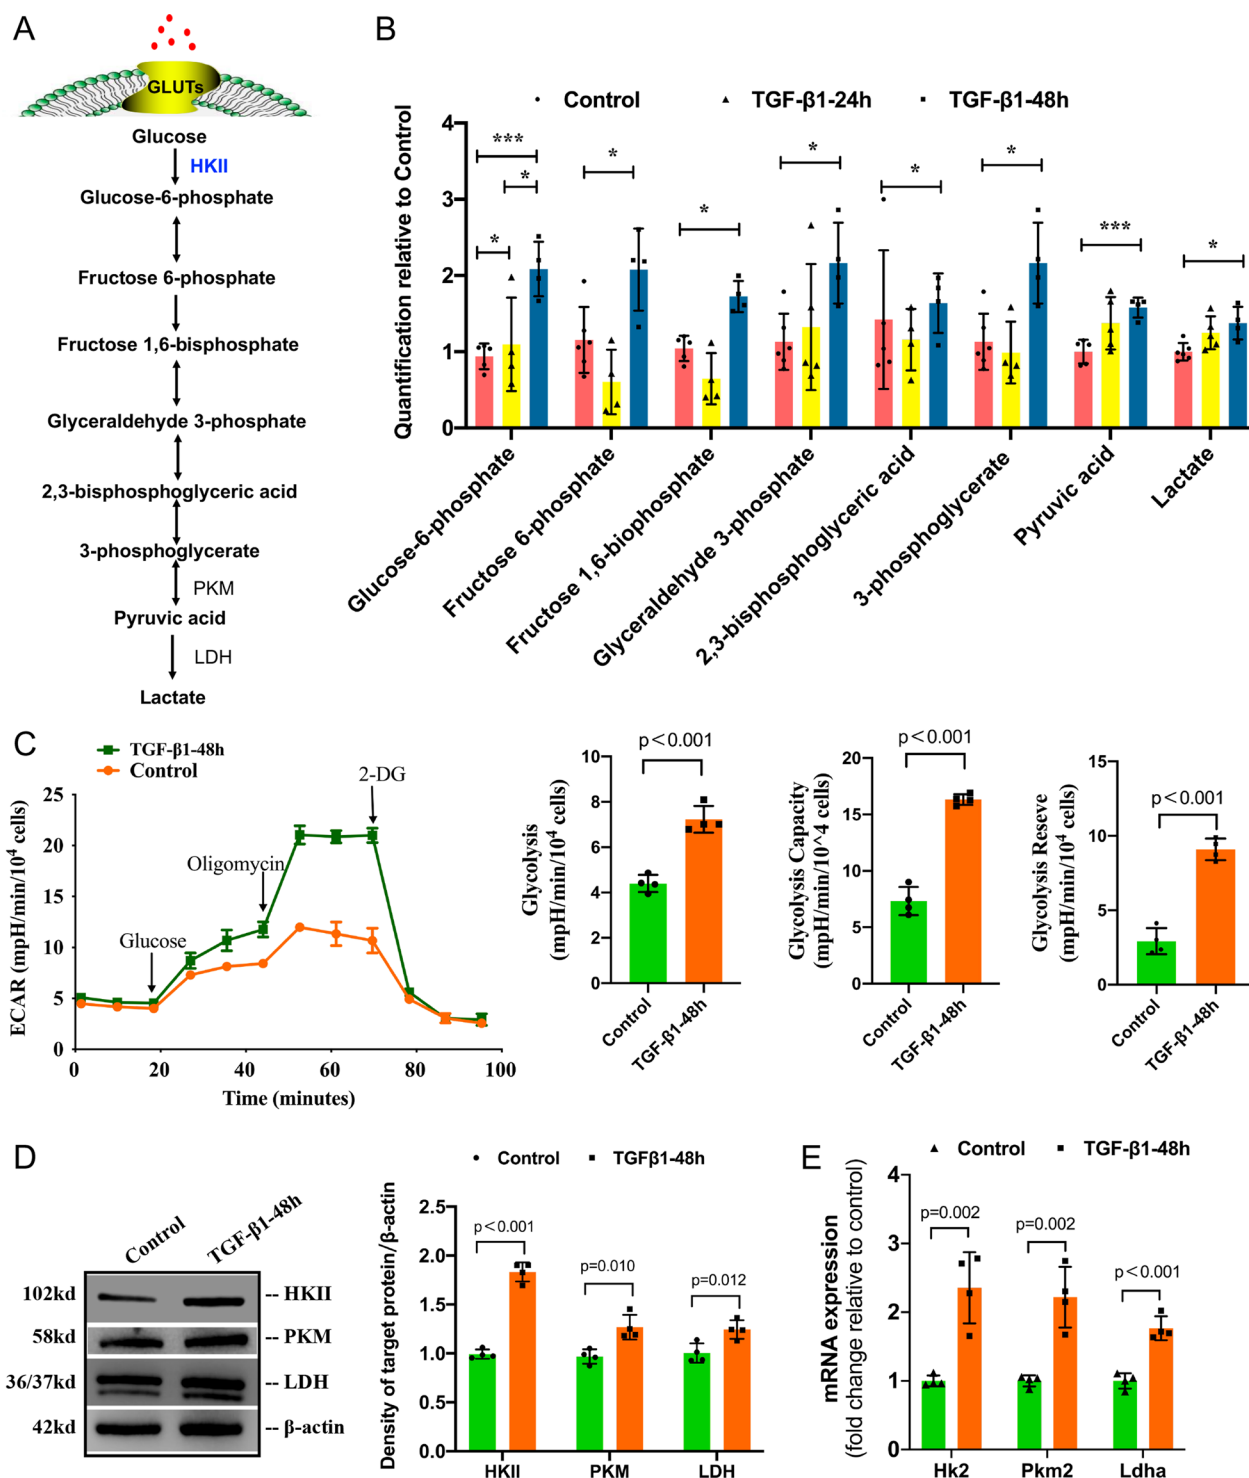 A
GLUTs
Glucose
HKII
Glucose-6-phosphate
Fructose 6-phosphate
Fructose 1,6-bisphosphate
Glyceraldehyde 3-phosphate
2,3-bisphosphoglyceric acid
3-phosphoglycerate
PKM
Pyruvic acid
LDH
Lactate
B
Control
TGF-β1-24h
TGF-β1-48h
Quantification relative to Control
4
3
2
1
0
***
*
*
*
*
*
*
*
***
*
Glucose-6-phosphate
Fructose 6-phosphate
Fructose 1,6-biophosphate
Glyceraldehyde 3-phosphate
2,3-bisphosphoglyceric acid
3-phosphoglycerate
Pyruvic acid
Lactate
C
TGF-β1-48h
Control
2-DG
Oligomycin
Glucose
ECAR (mpH/min/10⁴ cells)
25
20
15
10
5
0
0 20 40 60 80 100
Time (minutes)
p<0.001
Glycolysis
(mpH/min/10⁴ cells)
10
8
6
4
2
0
Control
TGF-β1-48h
p<0.001
Glycolysis Capacity
(mpH/min/10^4 cells)
20
15
10
5
0
Control
TGF-β1-48h
p<0.001
Glycolysis Reseve
(mpH/min/10⁴ cells)
15
10
5
0
Control
TGF-β1-48h
D
Control
TGF-β1-48h
102kd -- HKII
58kd -- PKM
36/37kd -- LDH
42kd -- β-actin
Control
TGFβ1-48h
Density of target protein/β-actin
2.5
2.0
1.5
1.0
0.5
0.0
p<0.001
p=0.010
p=0.012
HKII PKM LDH
E
Control
TGF-β1-48h
mRNA expression
(fold change relative to control)
4
3
2
1
0
p=0.002
p=0.002
p<0.001
Hk2 Pkm2 Ldha